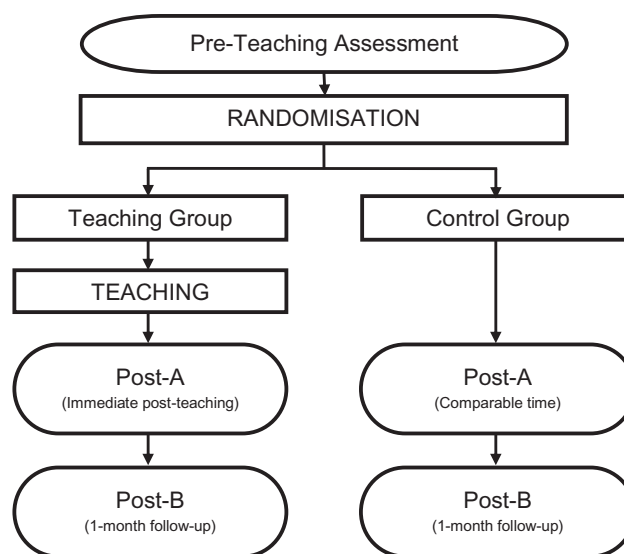 Pre-Teaching Assessment
RANDOMISATION
Teaching Group
Control Group
TEACHING
Post-A
(Immediate post-teaching)
Post-A
(Comparable time)
Post-B
(1-month follow-up)
Post-B
(1-month follow-up)